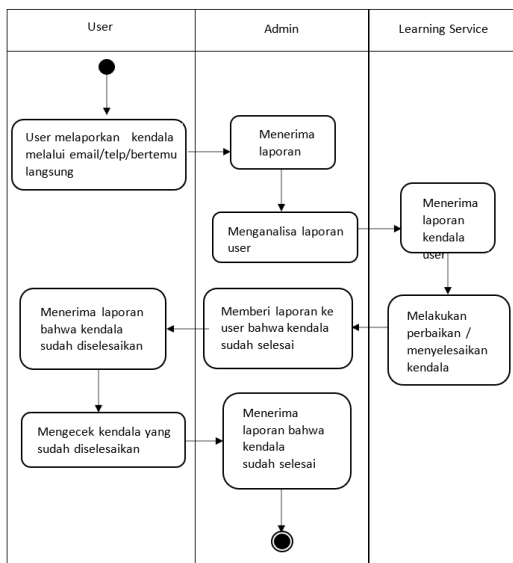 User
Admin
Learning Service
User melaporkan kendala
melalui email/telp/bertemu
langsung
Menerima
laporan
Menganalisa laporan
user
Menerima
laporan
kendala
user
Melakukan
perbaikan /
menyelesaikan
kendala
Memberi laporan ke
user bahwa kendala
sudah selesai
Menerima laporan
bahwa kendala
sudah diselesaikan
Mengecek kendala yang
sudah diselesaikan
Menerima
laporan bahwa
kendala
sudah selesai